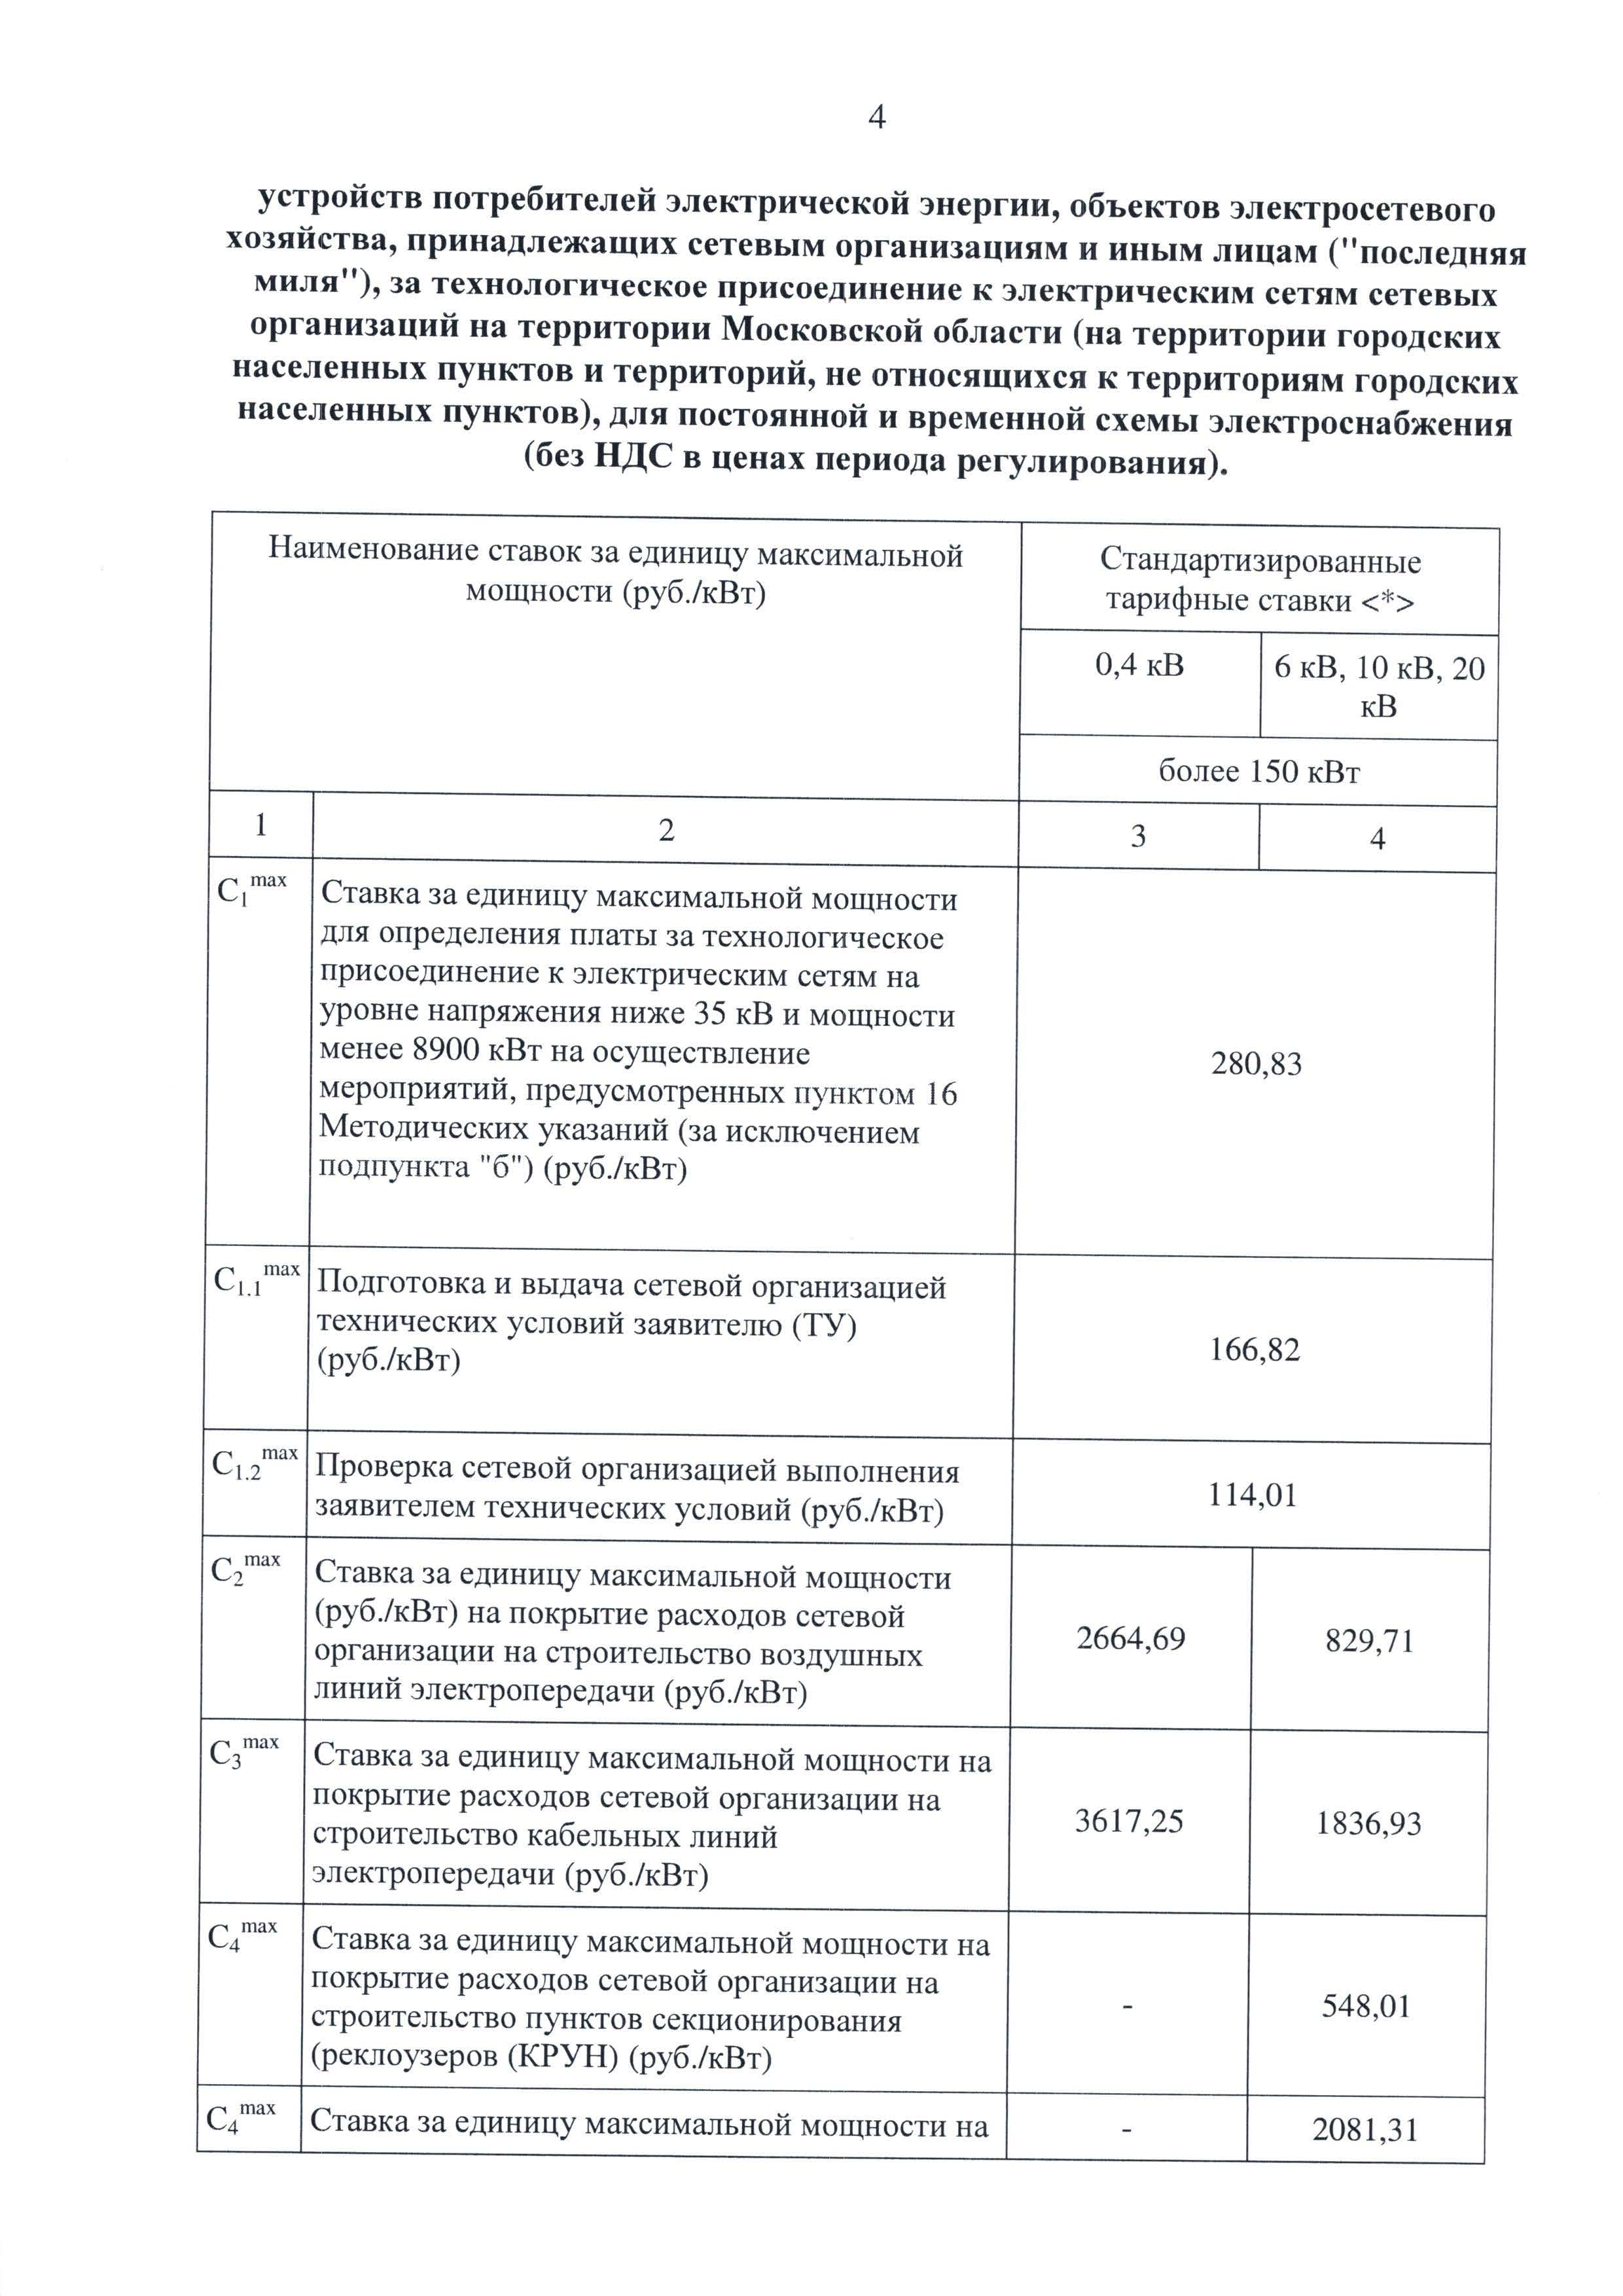 4
устройств потребителей электрической энергии, объектов электросетевого
хозяйства, принадлежащих сетевым организациям и иным лицам ("последняя
миля"), за технологическое присоединение к электрическим сетям сетевых
организаций на территории Московской области (на территории городских
населенных пунктов и территорий, не относящихся к территориям городских
населенных пунктов), для постоянной и временной схемы электроснабжения
(без НДС в ценах периода регулирования).
Наименование ставок за единицу максимальной
мощности (руб./кВт)
Стандартизированные
тарифные ставки <*>
0,4 кВ
6 кВ, 10 кВ, 20
кВ
более 150 кВт
1
2
3
4
C1max
Ставка за единицу максимальной мощности
для определения платы за технологическое
присоединение к электрическим сетям на
уровне напряжения ниже 35 кВ и мощности
менее 8900 кВт на осуществление
мероприятий, предусмотренных пунктом 16
Методических указаний (за исключением
подпункта "б") (руб./кВт)
280,83
C1.1max
Подготовка и выдача сетевой организацией
технических условий заявителю (ТУ)
(руб./кВт)
166,82
C1.2max
Проверка сетевой организацией выполнения
заявителем технических условий (руб./кВт)
114,01
C2max
Ставка за единицу максимальной мощности
(руб./кВт) на покрытие расходов сетевой
организации на строительство воздушных
линий электропередачи (руб./кВт)
2664,69
829,71
C3max
Ставка за единицу максимальной мощности на
покрытие расходов сетевой организации на
строительство кабельных линий
электропередачи (руб./кВт)
3617,25
1836,93
C4max
Ставка за единицу максимальной мощности на
покрытие расходов сетевой организации на
строительство пунктов секционирования
(реклоузеров (КРУН) (руб./кВт)
-
548,01
C4max
Ставка за единицу максимальной мощности на
-
2081,31